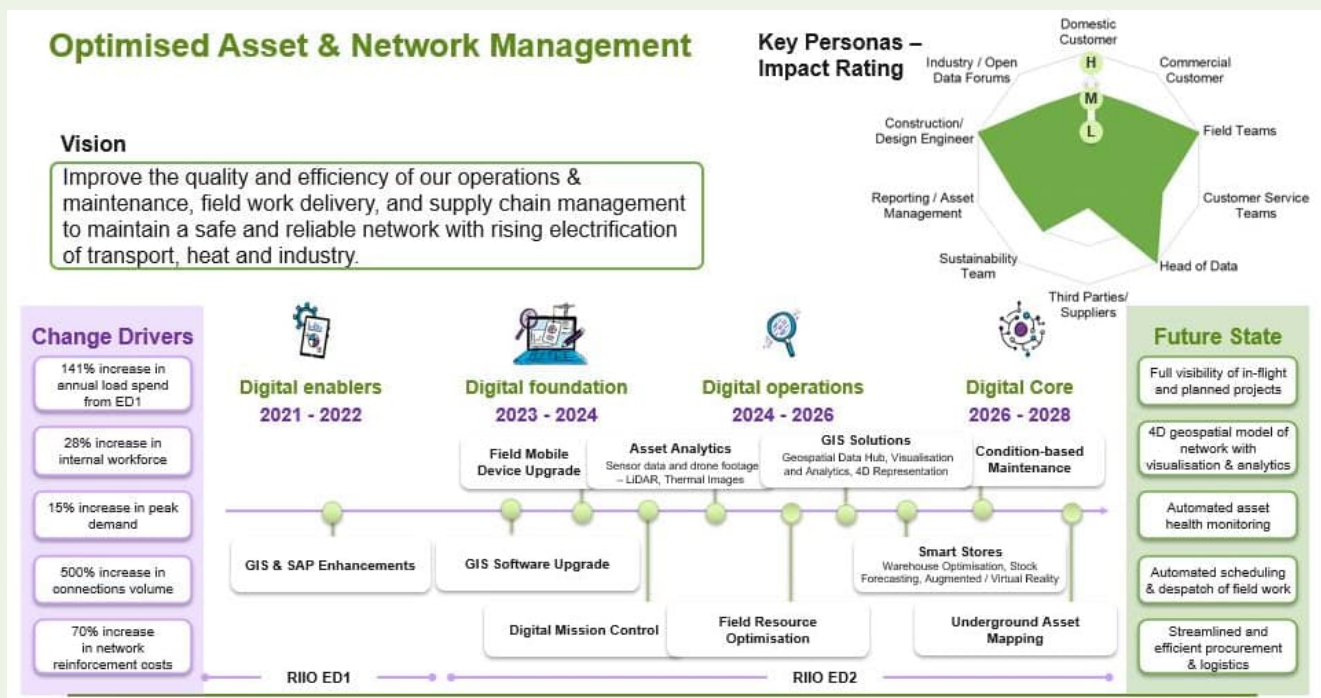 Optimised Asset & Network Management
Key Personas –
Impact Rating
Domestic
Customer
Industry / Open
Data Forums
Commercial
Customer
Construction/
Design Engineer
Field Teams
H
M
L
Reporting / Asset
Management
Customer Service
Teams
Sustainability
Team
Head of Data
Third Parties/
Suppliers
Vision
Improve the quality and efficiency of our operations &
maintenance, field work delivery, and supply chain management
to maintain a safe and reliable network with rising electrification
of transport, heat and industry.
Change Drivers
141% increase in
annual load spend
from ED1
28% increase in
internal workforce
15% increase in peak
demand
500% increase in
connections volume
70% increase
in network
reinforcement costs
Digital enablers
2021 - 2022
Digital foundation
2023 - 2024
Digital operations
2024 - 2026
Digital Core
2026 - 2028
Field Mobile
Device Upgrade
Asset Analytics
Sensor data and drone footage
– LiDAR, Thermal Images
GIS Solutions
Geospatial Data Hub, Visualisation
and Analytics, 4D Representation
Condition-based
Maintenance
GIS & SAP Enhancements
GIS Software Upgrade
Smart Stores
Warehouse Optimisation, Stock
Forecasting, Augmented / Virtual Reality
Digital Mission Control
Field Resource
Optimisation
Underground Asset
Mapping
RIIO ED1
RIIO ED2
Future State
Full visibility of in-flight
and planned projects
4D geospatial model of
network with
visualisation & analytics
Automated asset
health monitoring
Automated scheduling
& despatch of field work
Streamlined and
efficient procurement
& logistics